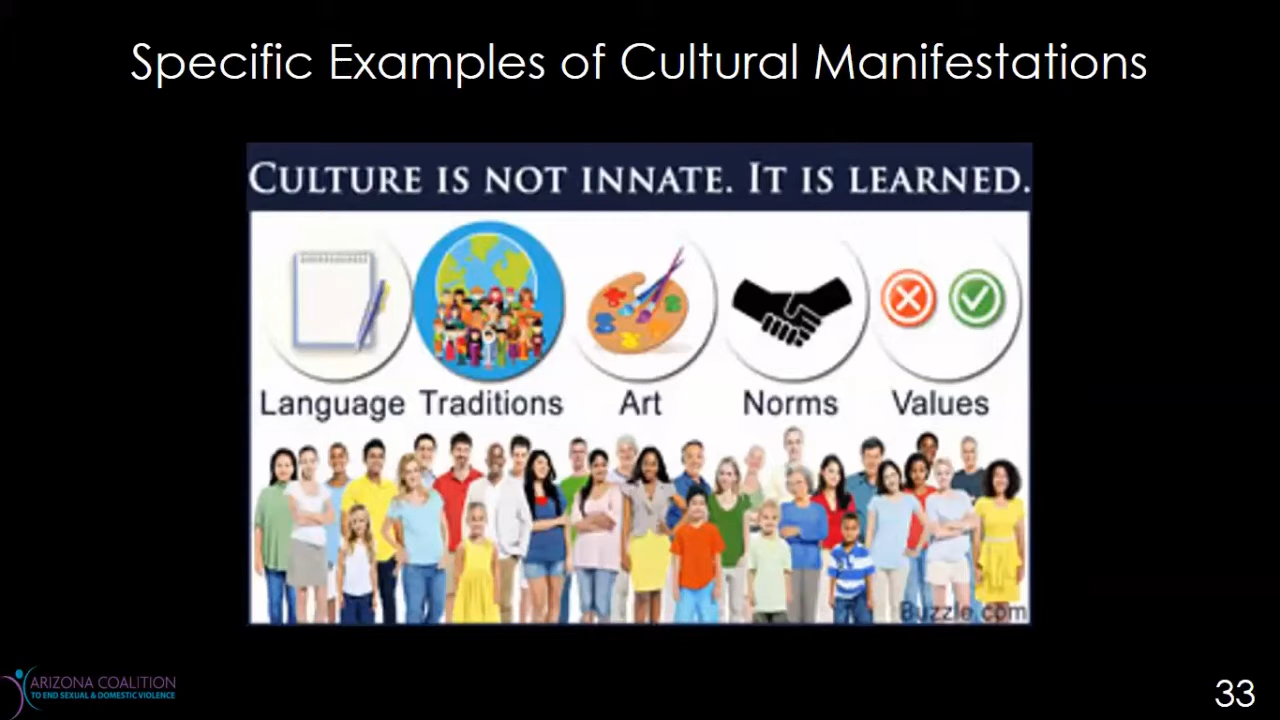 Specific Examples of Cultural Manifestations
CULTURE IS NOT INNATE. IT IS LEARNED.
Language Traditions Art Norms Values
Buzzle.com
ARIZONA COALITION
TO END SEXUAL & DOMESTIC VIOLENCE
33